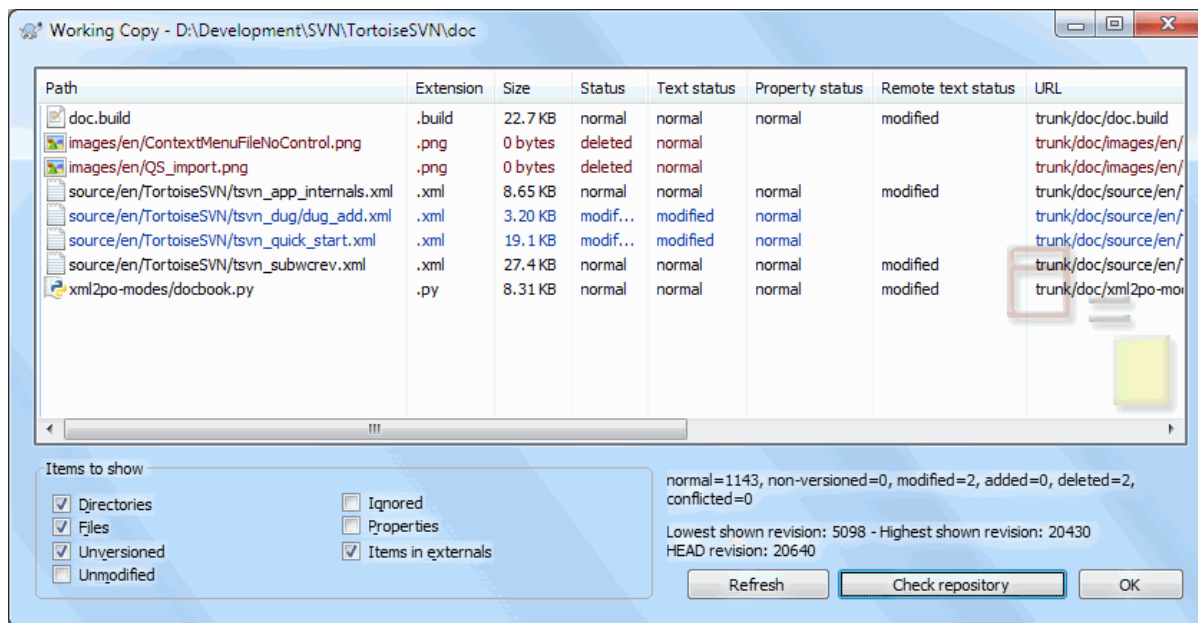 Working Copy - D:\Development\SVN\TortoiseSVN\doc
Path Extension Size Status Text status Property status Remote text status URL
doc.build .build 22.7 KB normal normal normal modified trunk/doc/doc.build
images/en/ContextMenuFileNoControl.png .png 0 bytes deleted normal trunk/doc/images/en/
images/en/QS_import.png .png 0 bytes deleted normal trunk/doc/images/en/
source/en/TortoiseSVN/tsvn_app_internals.xml .xml 8.65 KB normal normal normal modified trunk/doc/source/en/
source/en/TortoiseSVN/tsvn_dug/dug_add.xml .xml 3.20 KB modif... modified normal trunk/doc/source/en/
source/en/TortoiseSVN/tsvn_quick_start.xml .xml 19.1 KB modif... modified normal trunk/doc/source/en/
source/en/TortoiseSVN/tsvn_subwcrev.xml .xml 27.4 KB normal normal normal modified trunk/doc/source/en/
xml2po-modes/docbook.py .py 8.31 KB normal normal normal modified trunk/doc/xml2po-mo
Items to show
Directories Ignored
Files Properties
Unversioned Items in externals
Unmodified
normal=1143, non-versioned=0, modified=2, added=0, deleted=2,
conflicted=0
Lowest shown revision: 5098 - Highest shown revision: 20430
HEAD revision: 20640
Refresh Check repository OK